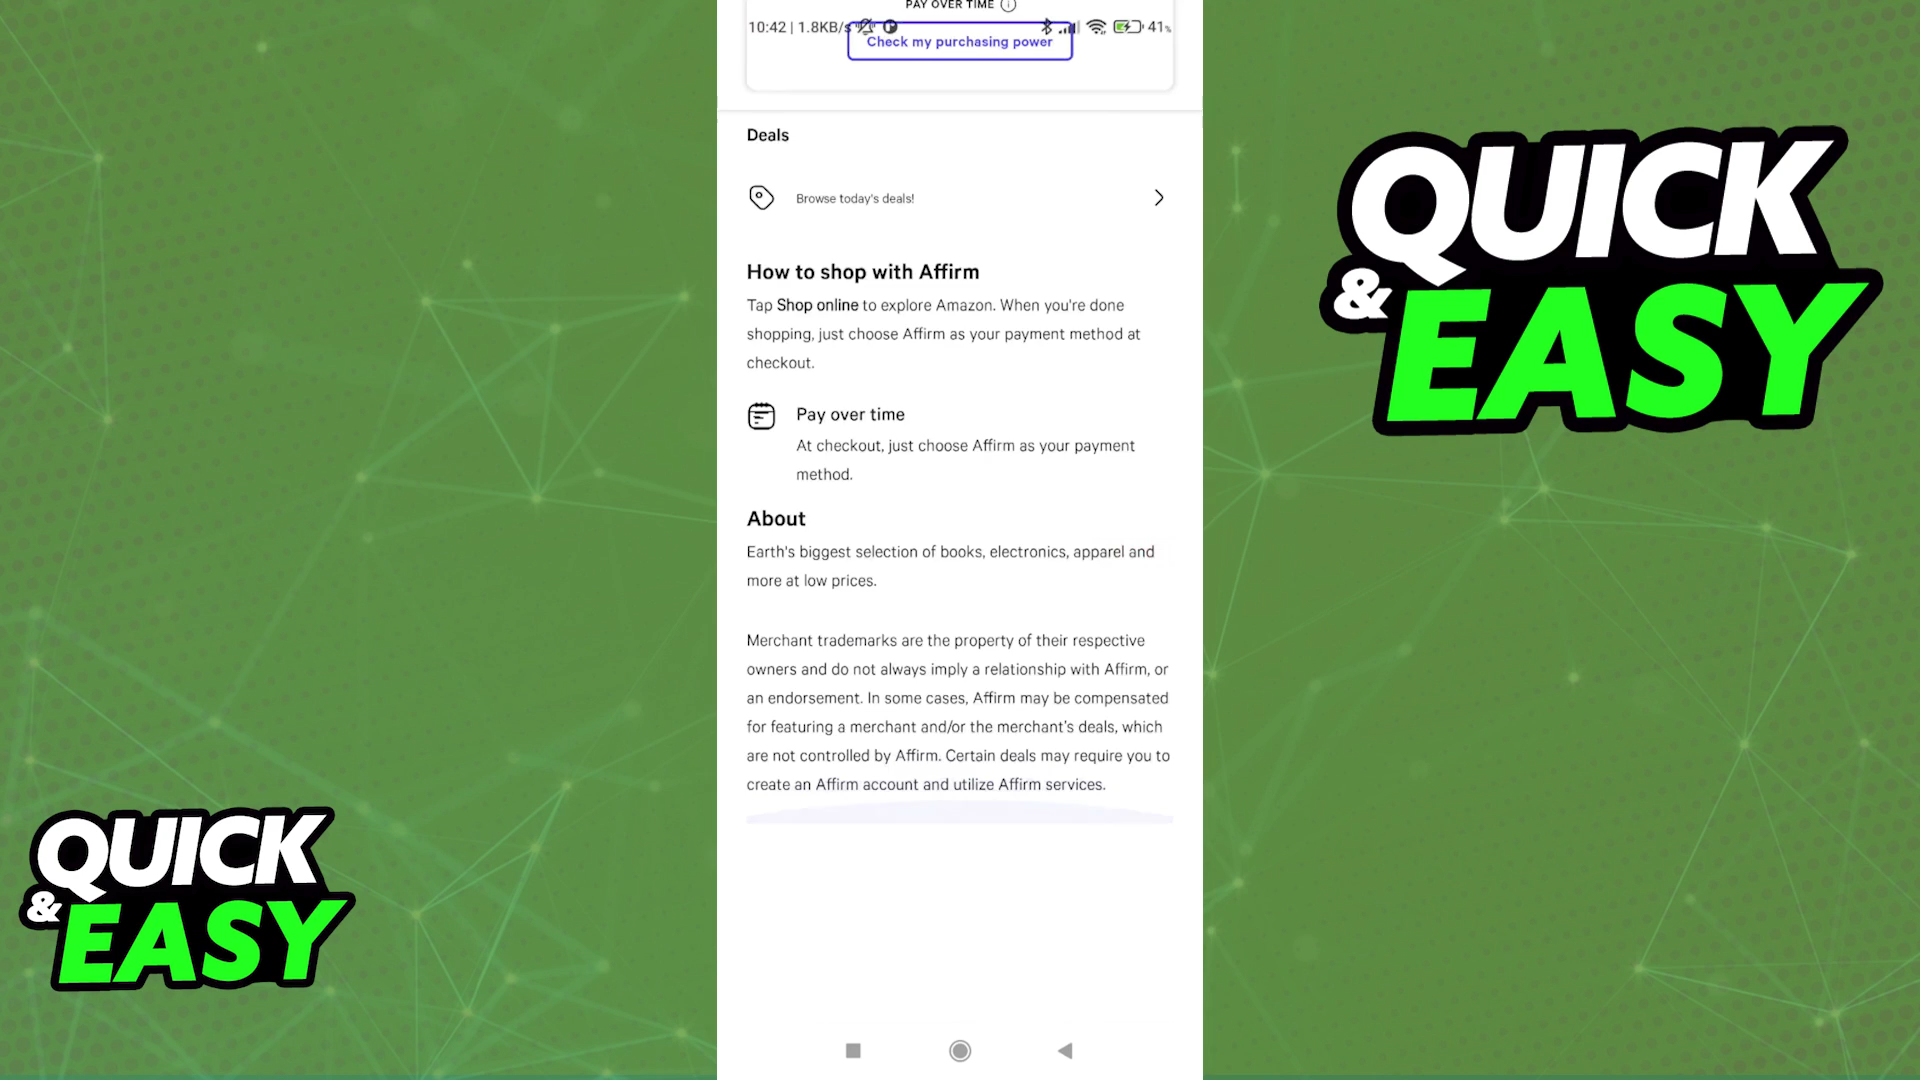 PAY OVER TIME
10:42 | 1.8KB/s
41%
Check my purchasing power
Deals
Browse today's deals!
How to shop with Affirm
Tap Shop online to explore Amazon. When you're done
shopping, just choose Affirm as your payment method at
checkout.
Pay over time
At checkout, just choose Affirm as your payment
method.
About
Earth's biggest selection of books, electronics, apparel and
more at low prices.
Merchant trademarks are the property of their respective
owners and do not always imply a relationship with Affirm, or
an endorsement. In some cases, Affirm may be compensated
for featuring a merchant and/or the merchant's deals, which
are not controlled by Affirm. Certain deals may require you to
create an Affirm account and utilize Affirm services.
QUICK
& EASY
QUICK
& EASY